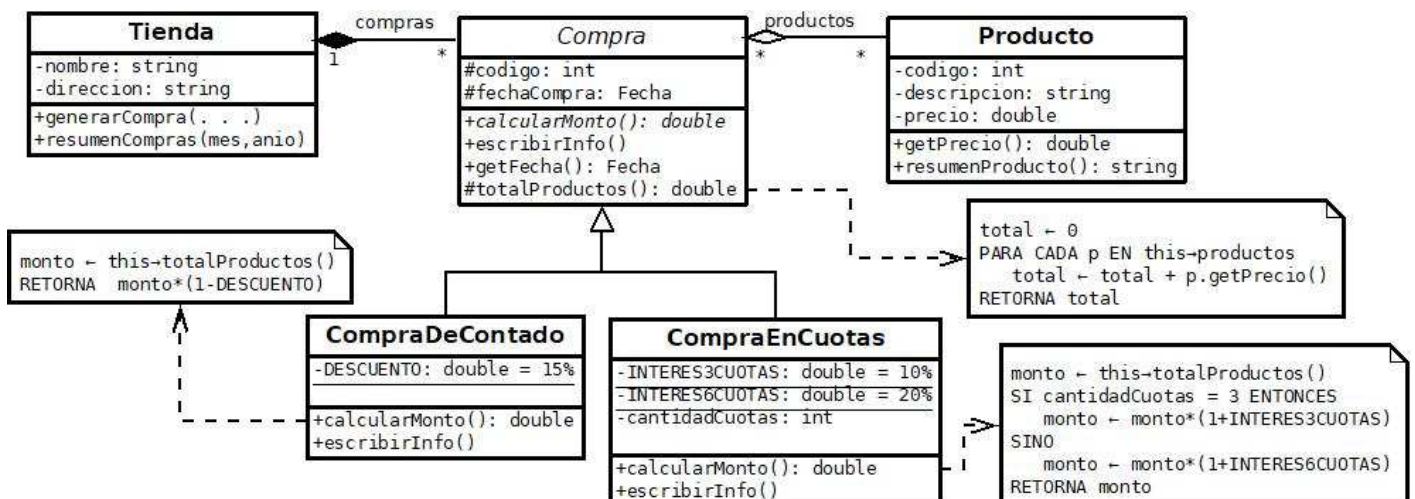 Tienda
-nombre: string
-direccion: string
+generarCompra(. . .)
+resumenCompras(mes,anio)
compras
1
*
Compra
#codigo: int
#fechaCompra: Fecha
+calcularMonto(): double
+escribirInfo()
+getFecha(): Fecha
#totalProductos(): double
productos
*
*
Producto
-codigo: int
-descripcion: string
-precio: double
+getPrecio(): double
+resumenProducto(): string
monto ← this→totalProductos()
RETORNA monto*(1-DESCUENTO)
total ← 0
PARA CADA p EN this→productos
total ← total + p.getPrecio()
RETORNA total
CompraDeContado
-DESCUENTO: double = 15%
+calcularMonto(): double
+escribirInfo()
CompraEnCuotas
-INTERES3CUOTAS: double = 10%
-INTERES6CUOTAS: double = 20%
-cantidadCuotas: int
+calcularMonto(): double
+escribirInfo()
monto ← this→totalProductos()
SI cantidadCuotas = 3 ENTONCES
monto ← monto*(1+INTERES3CUOTAS)
SINO
monto ← monto*(1+INTERES6CUOTAS)
RETORNA monto